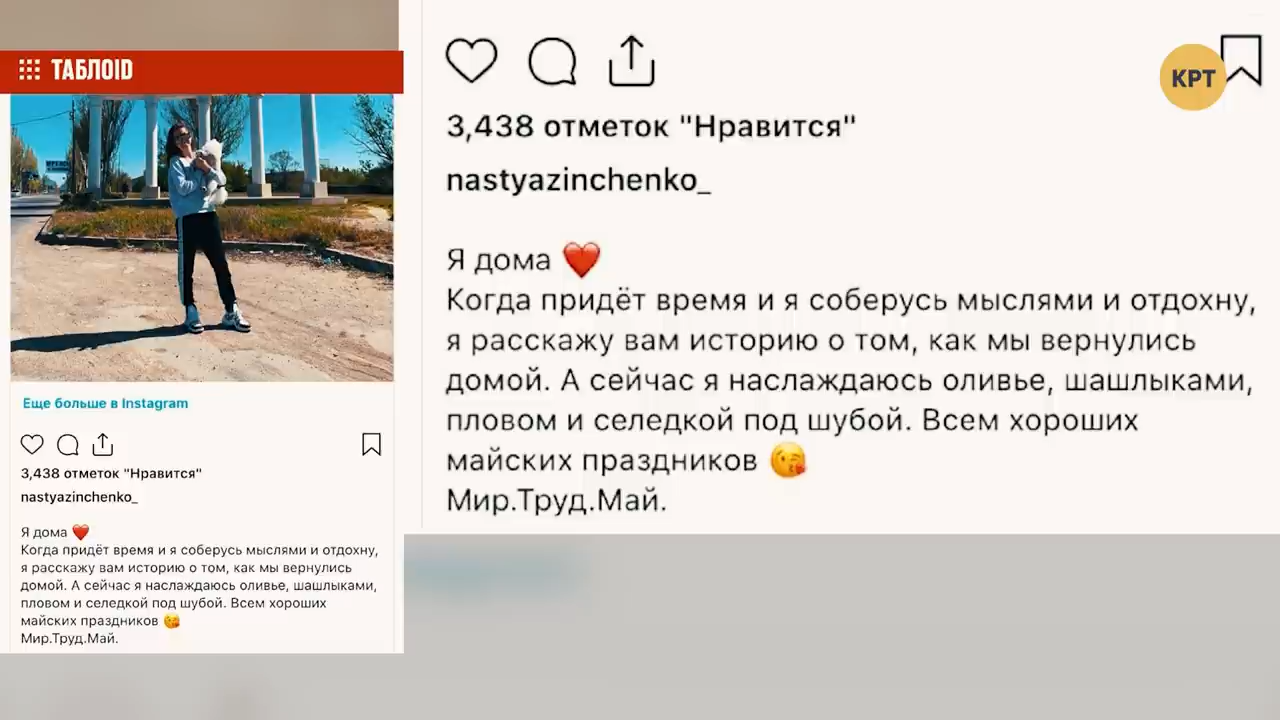 ТАБЛОID
Еще больше в Instagram
3,438 отметок "Нравится"
nastyazinchenko_
Я дома ❤️
Когда придёт время и я соберусь мыслями и отдохну,
я расскажу вам историю о том, как мы вернулись
домой. А сейчас я наслаждаюсь оливье, шашлыками,
пловом и селедкой под шубой. Всем хороших
майских праздников 😘
Мир.Труд.Май.
КРТ
3,438 отметок "Нравится"
nastyazinchenko_
Я дома ❤️
Когда придёт время и я соберусь мыслями и отдохну,
я расскажу вам историю о том, как мы вернулись
домой. А сейчас я наслаждаюсь оливье, шашлыками,
пловом и селедкой под шубой. Всем хороших
майских праздников 😘
Мир.Труд.Май.